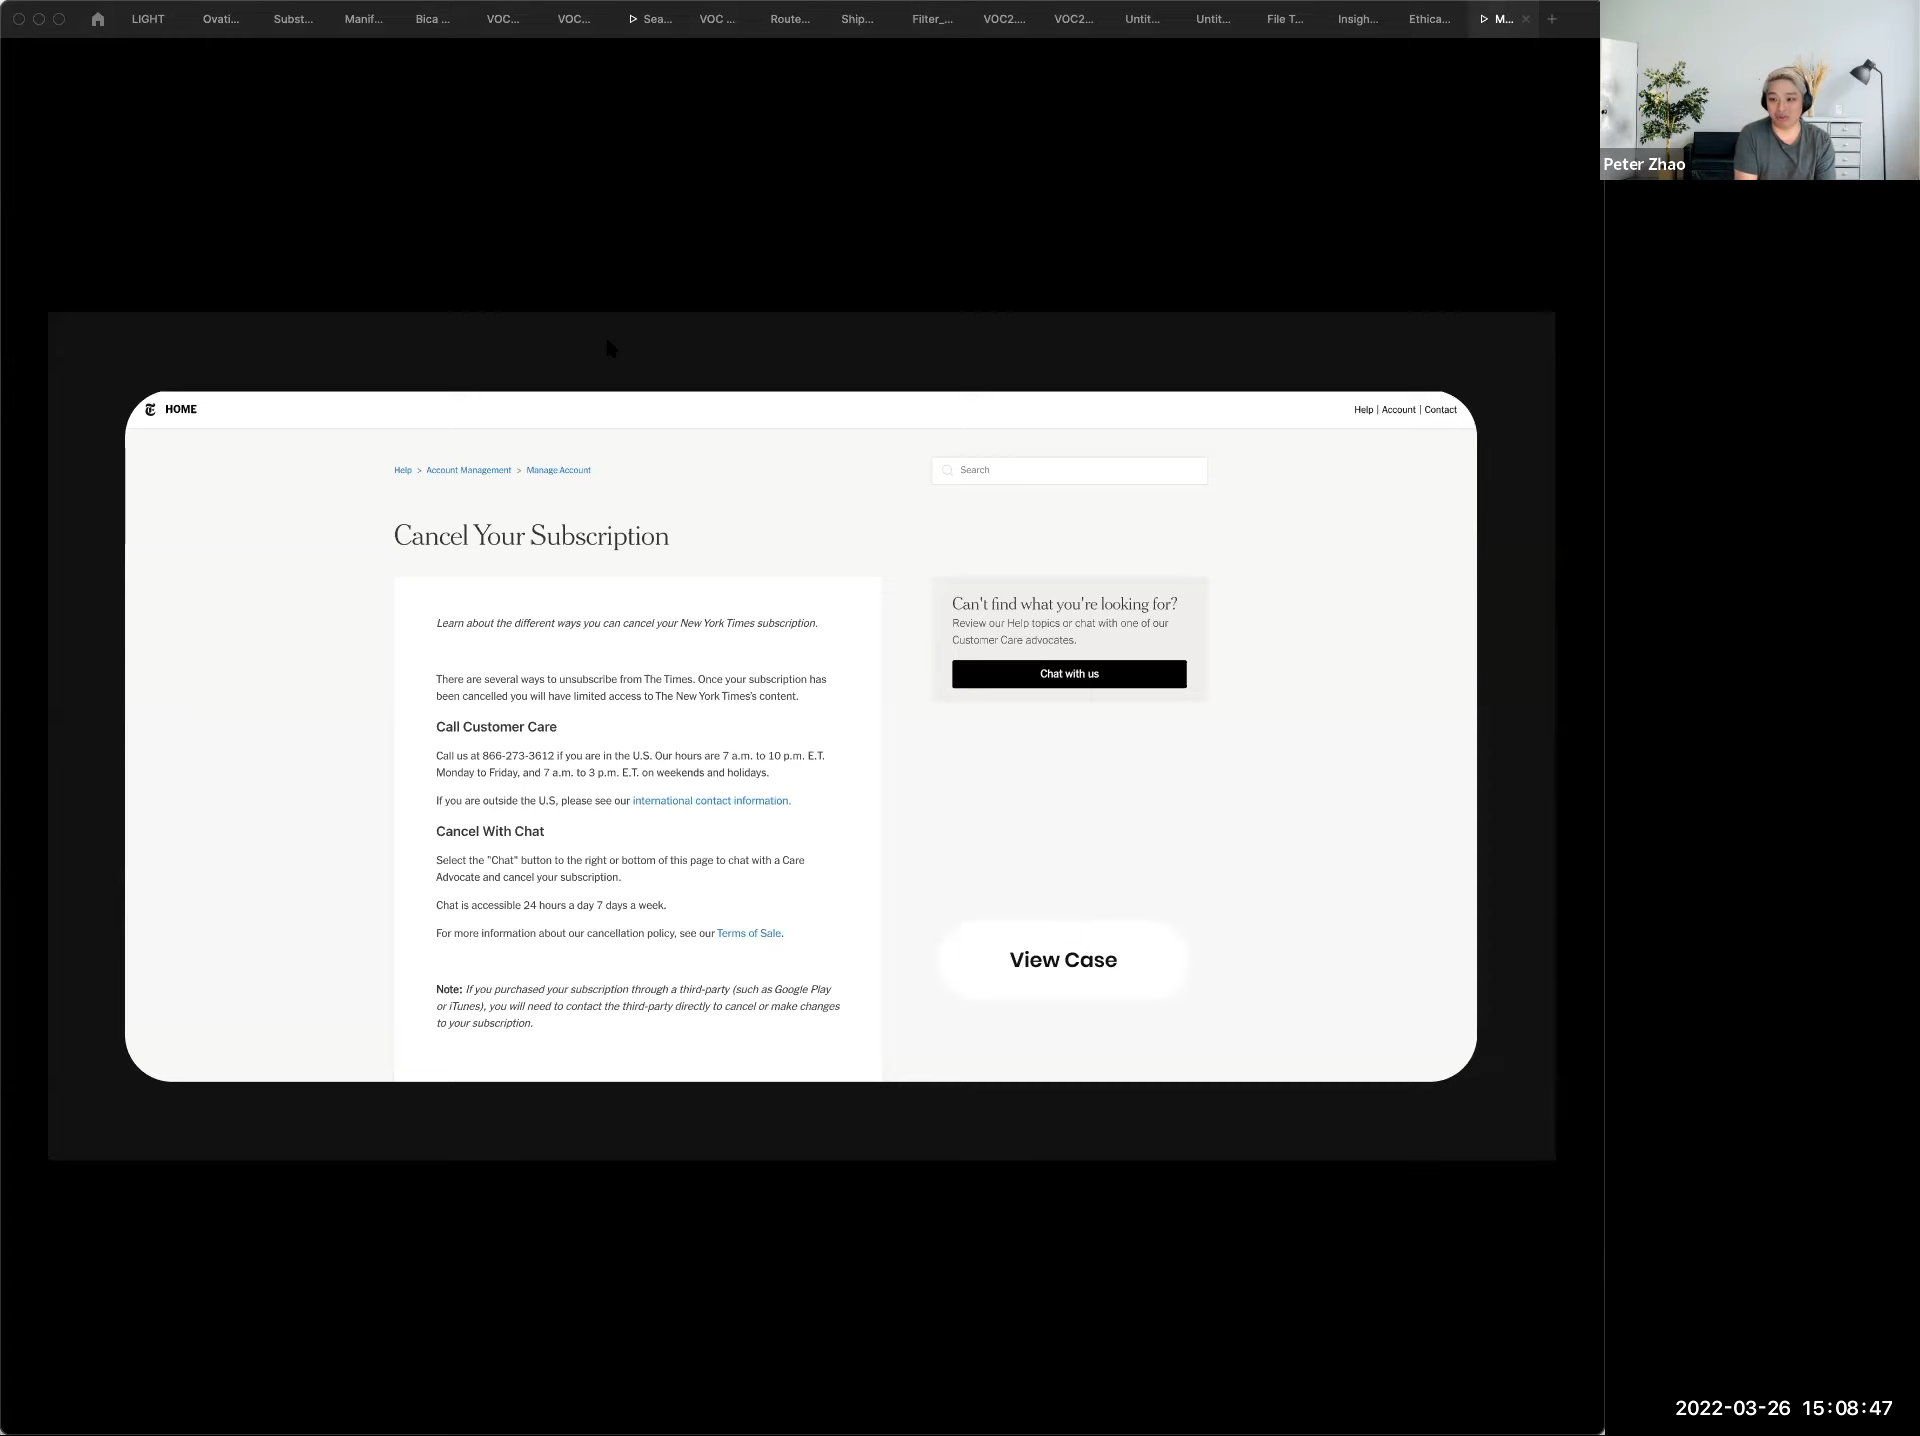 LIGHT Ovati... Subst... Manif... Bica ... VOC... VOC... Sea... VOC ... Route... Ship... Filter_... VOC2.... VOC2... Untit... Untit... File T... Insigh... Ethica... M...
Peter Zhao
HOME
Help | Account | Contact
Help > Account Management > Manage Account
Search
Cancel Your Subscription
Learn about the different ways you can cancel your New York Times subscription.
There are several ways to unsubscribe from The Times. Once your subscription has
been cancelled you will have limited access to The New York Times's content.
Call Customer Care
Call us at 866-273-3612 if you are in the U.S. Our hours are 7 a.m. to 10 p.m. E.T.
Monday to Friday, and 7 a.m. to 3 p.m. E.T. on weekends and holidays.
If you are outside the U.S, please see our international contact information.
Cancel With Chat
Select the "Chat" button to the right or bottom of this page to chat with a Care
Advocate and cancel your subscription.
Chat is accessible 24 hours a day 7 days a week.
For more information about our cancellation policy, see our Terms of Sale.
Note: If you purchased your subscription through a third-party (such as Google Play
or iTunes), you will need to contact the third-party directly to cancel or make changes
to your subscription.
Can't find what you're looking for?
Review our Help topics or chat with one of our
Customer Care advocates.
Chat with us
View Case
2022-03-26 15:08:47